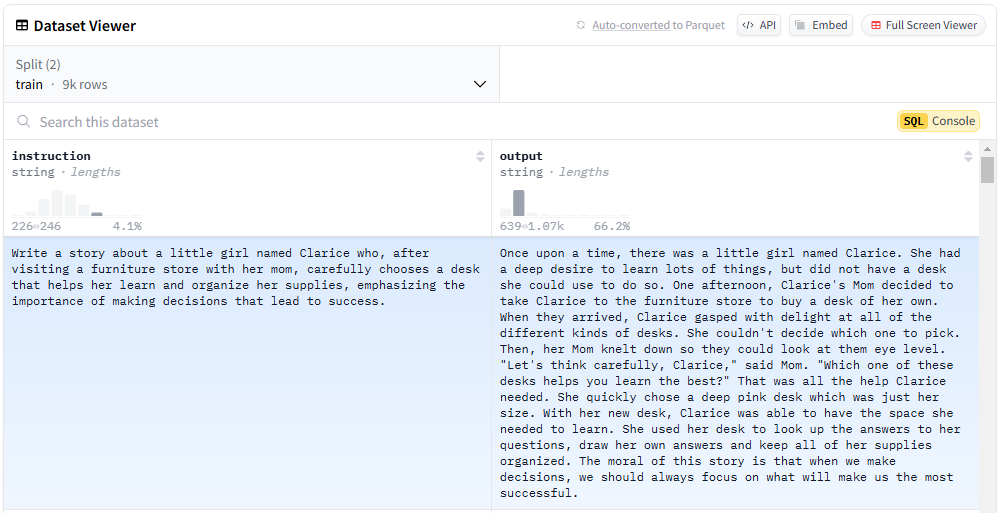 Dataset Viewer
Auto-converted to Parquet
</> API
Embed
Full Screen Viewer
Split (2)
train · 9k rows
Search this dataset
SQL Console
instruction
string · lengths
226↔246 4.1%
output
string · lengths
639↔1.07k 66.2%
Write a story about a little girl named Clarice who, after
visiting a furniture store with her mom, carefully chooses a desk
that helps her learn and organize her supplies, emphasizing the
importance of making decisions that lead to success.
Once upon a time, there was a little girl named Clarice. She had
a deep desire to learn lots of things, but did not have a desk
she could use to do so. One afternoon, Clarice's Mom decided to
take Clarice to the furniture store to buy a desk of her own.
When they arrived, Clarice gasped with delight at all of the
different kinds of desks. She couldn't decide which one to pick.
Then, her Mom knelt down so they could look at them eye level.
"Let's think carefully, Clarice," said Mom. "Which one of these
desks helps you learn the best?" That was all the help Clarice
needed. She quickly chose a deep pink desk which was just her
size. With her new desk, Clarice was able to have the space she
needed to learn. She used her desk to look up the answers to her
questions, draw her own answers and keep all of her supplies
organized. The moral of this story is that when we make
decisions, we should always focus on what will make us the most
successful.